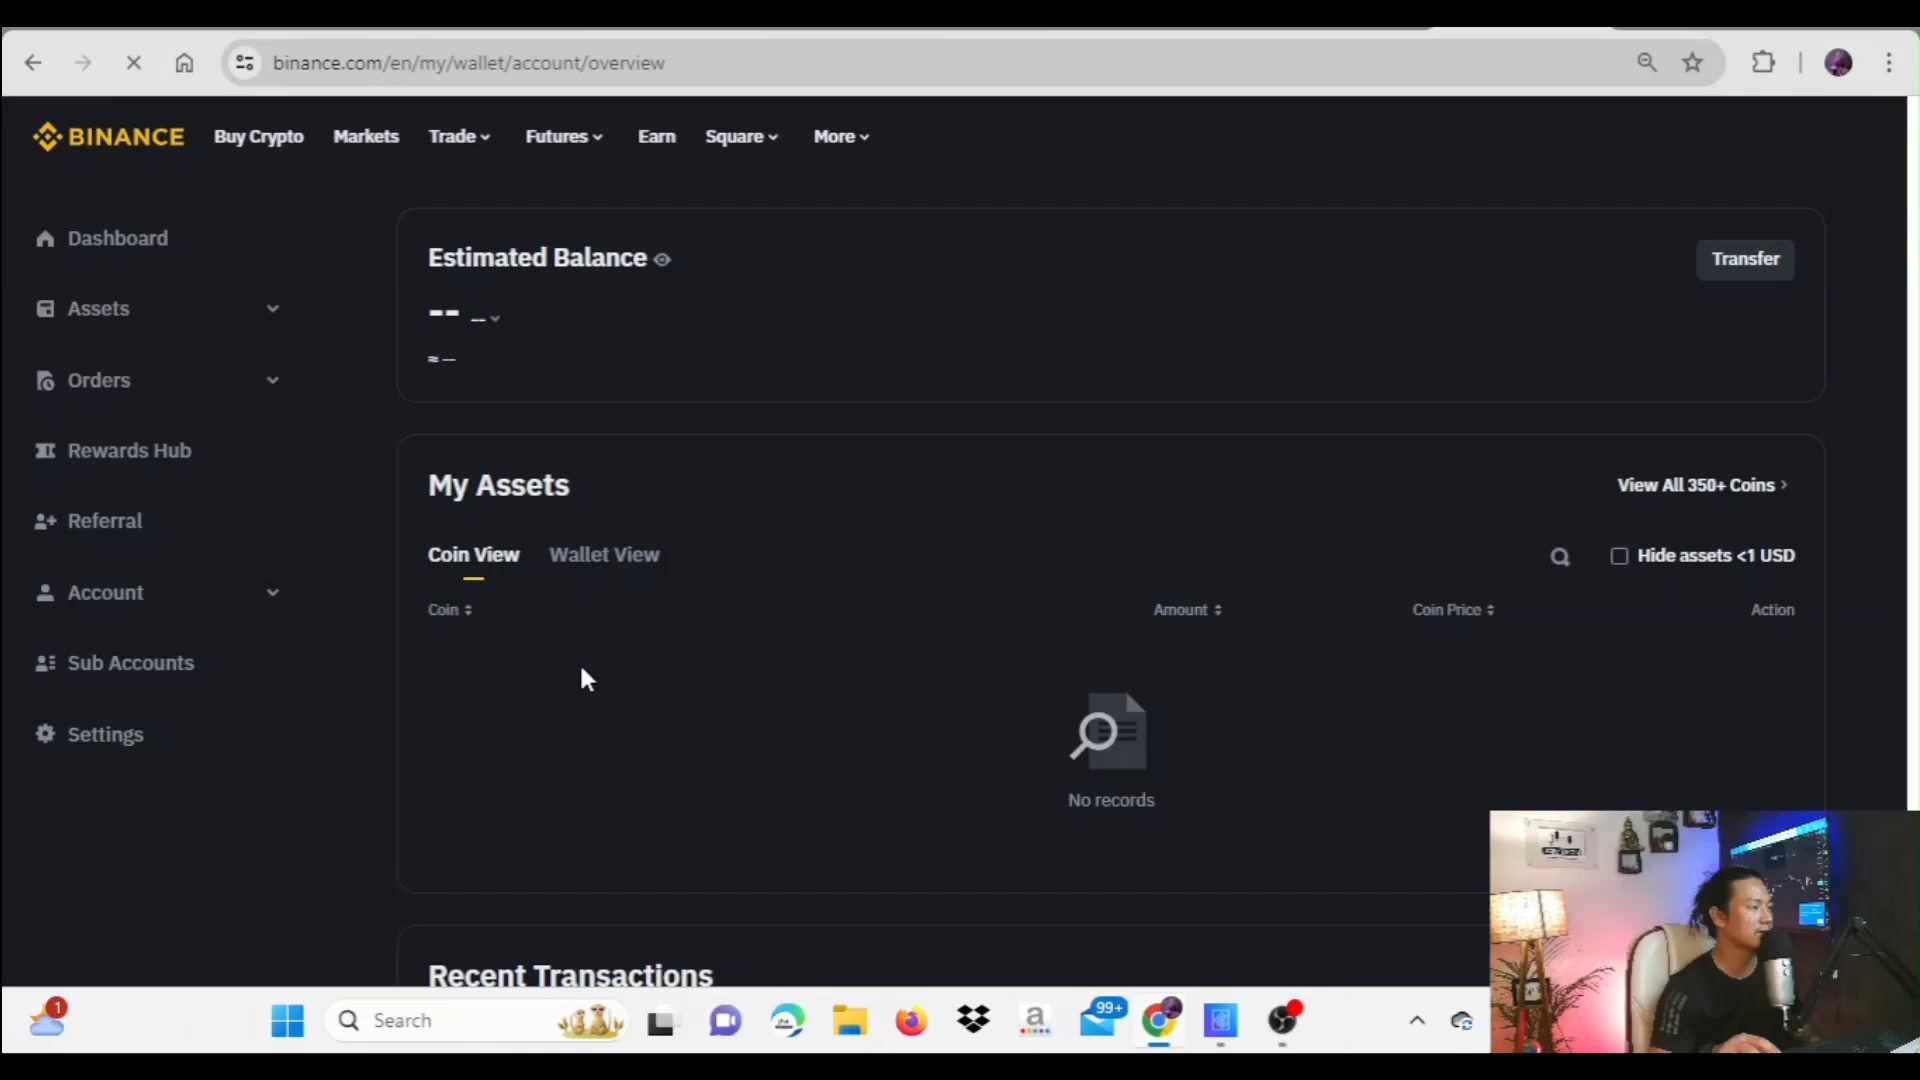 binance.com/en/my/wallet/account/overview
BINANCE Buy Crypto Markets Trade Futures Earn Square More
Dashboard
Assets
Orders
Rewards Hub
Referral
Account
Sub Accounts
Settings
Estimated Balance
Transfer
-- --
≈ --
My Assets
View All 350+ Coins
Coin View Wallet View
Hide assets <1 USD
Coin Amount Coin Price Action
No records
Recent Transactions
1
Search
a
99+